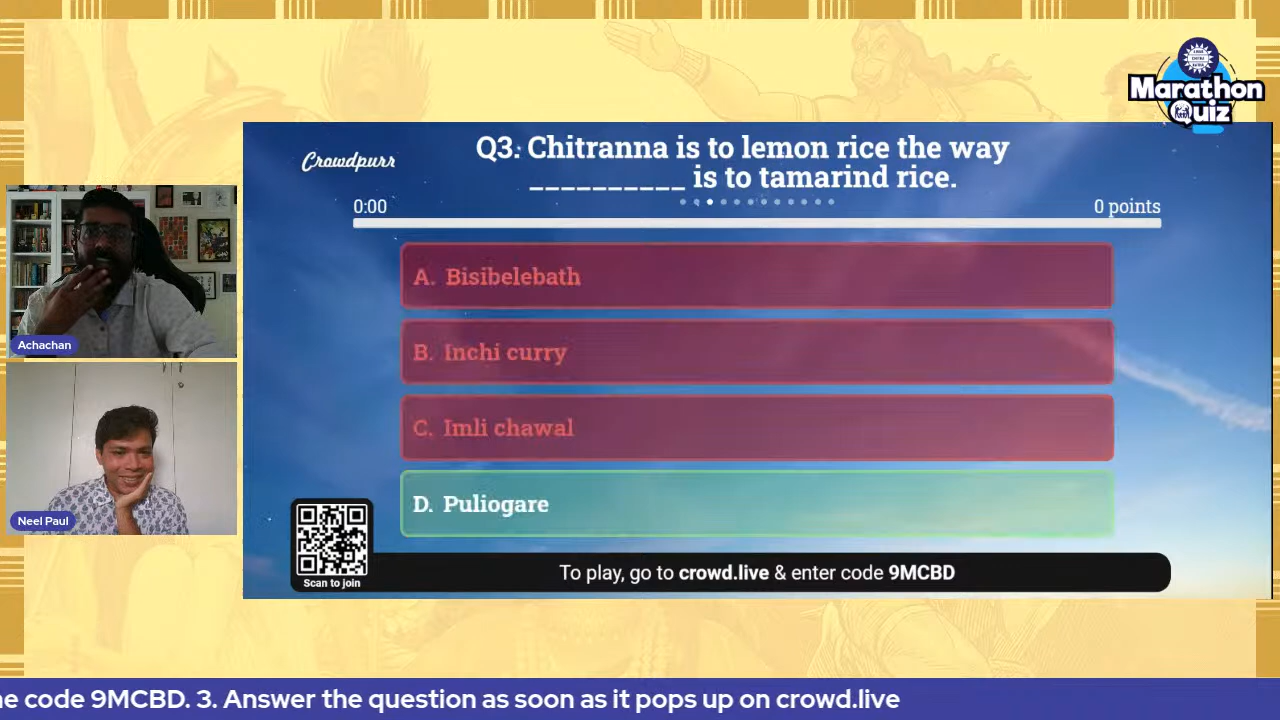 Marathon
Quiz
Crowdpurr
Q3: Chitranna is to lemon rice the way
__________ is to tamarind rice.
0:00
0 points
A. Bisibelebath
B. Inchi curry
C. Imli chawal
D. Puliogare
Achachan
Neel Paul
Scan to join
To play, go to crowd.live & enter code 9MCBD
e code 9MCBD. 3. Answer the question as soon as it pops up on crowd.live